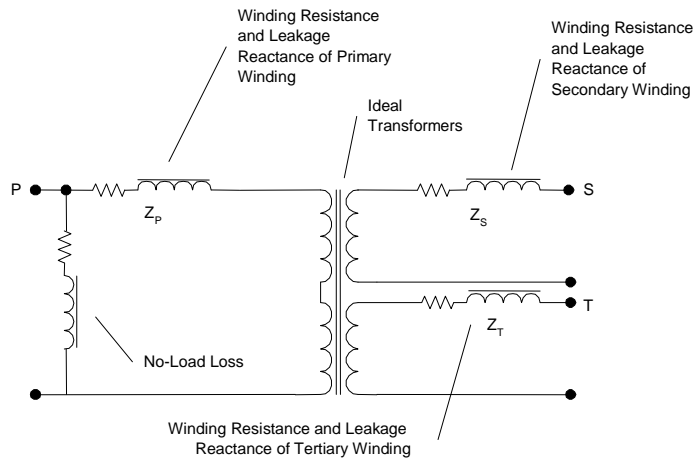 Winding Resistance
and Leakage
Reactance of Primary
Winding
Winding Resistance
and Leakage
Reactance of
Secondary Winding
Ideal
Transformers
P
Z_P
Z_S
S
T
Z_T
No-Load Loss
Winding Resistance and Leakage
Reactance of Tertiary Winding